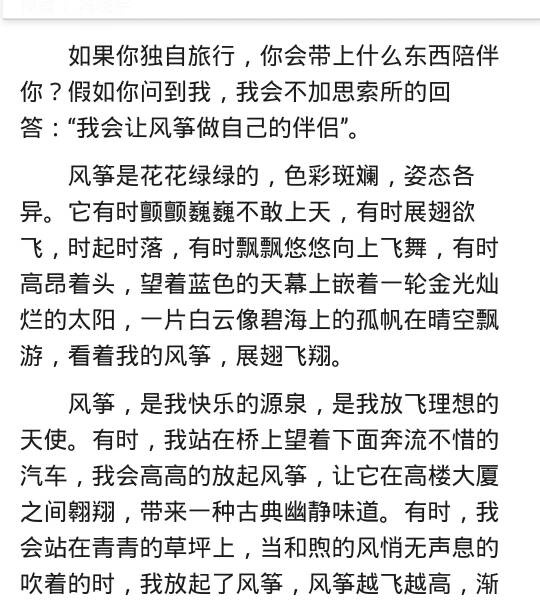 如果你独自旅行，你会带上什么东西陪伴
你？假如你问到我，我会不加思索所的回
答：“我会让风筝做自己的伴侣”。
风筝是花花绿绿的，色彩斑斓，姿态各
异。它有时颤颤巍巍不敢上天，有时展翅欲
飞，时起时落，有时飘飘悠悠向上飞舞，有时
高昂着头，望着蓝色的天幕上嵌着一轮金光灿
烂的太阳，一片白云像碧海上的孤帆在晴空飘
游，看着我的风筝，展翅飞翔。
风筝，是我快乐的源泉，是我放飞理想的
天使。有时，我站在桥上望着下面奔流不惜的
汽车，我会高高的放起风筝，让它在高楼大厦
之间翱翔，带来一种古典幽静味道。有时，我
会站在青青的草坪上，当和煦的风悄无声息的
吹着的时，我放起了风筝，风筝越飞越高，渐